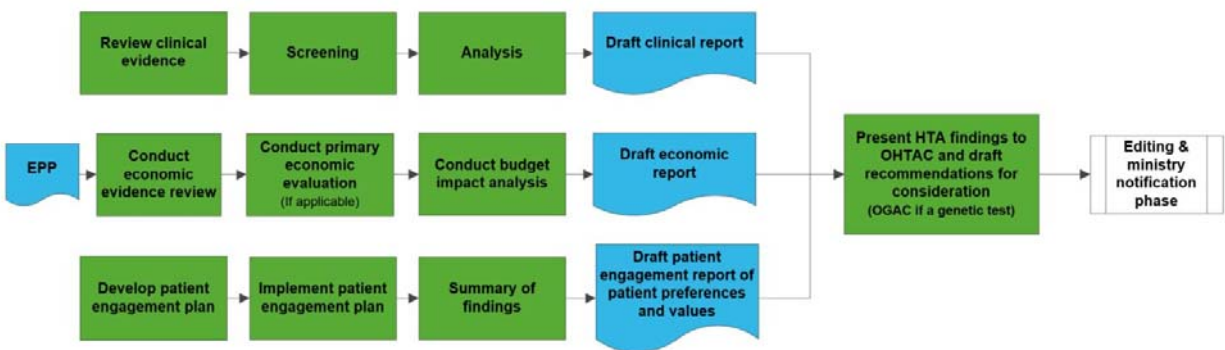 Review clinical
evidence
Screening
Analysis
Draft clinical report
EPP
Conduct
economic
evidence review
Conduct primary
economic
evaluation
(If applicable)
Conduct budget
impact analysis
Draft economic
report
Present HTA findings to
OHTAC and draft
recommendations for
consideration
(OGAC if a genetic test)
Editing &
ministry
notification
phase
Develop patient
engagement plan
Implement patient
engagement plan
Summary of
findings
Draft patient
engagement report of
patient preferences
and values